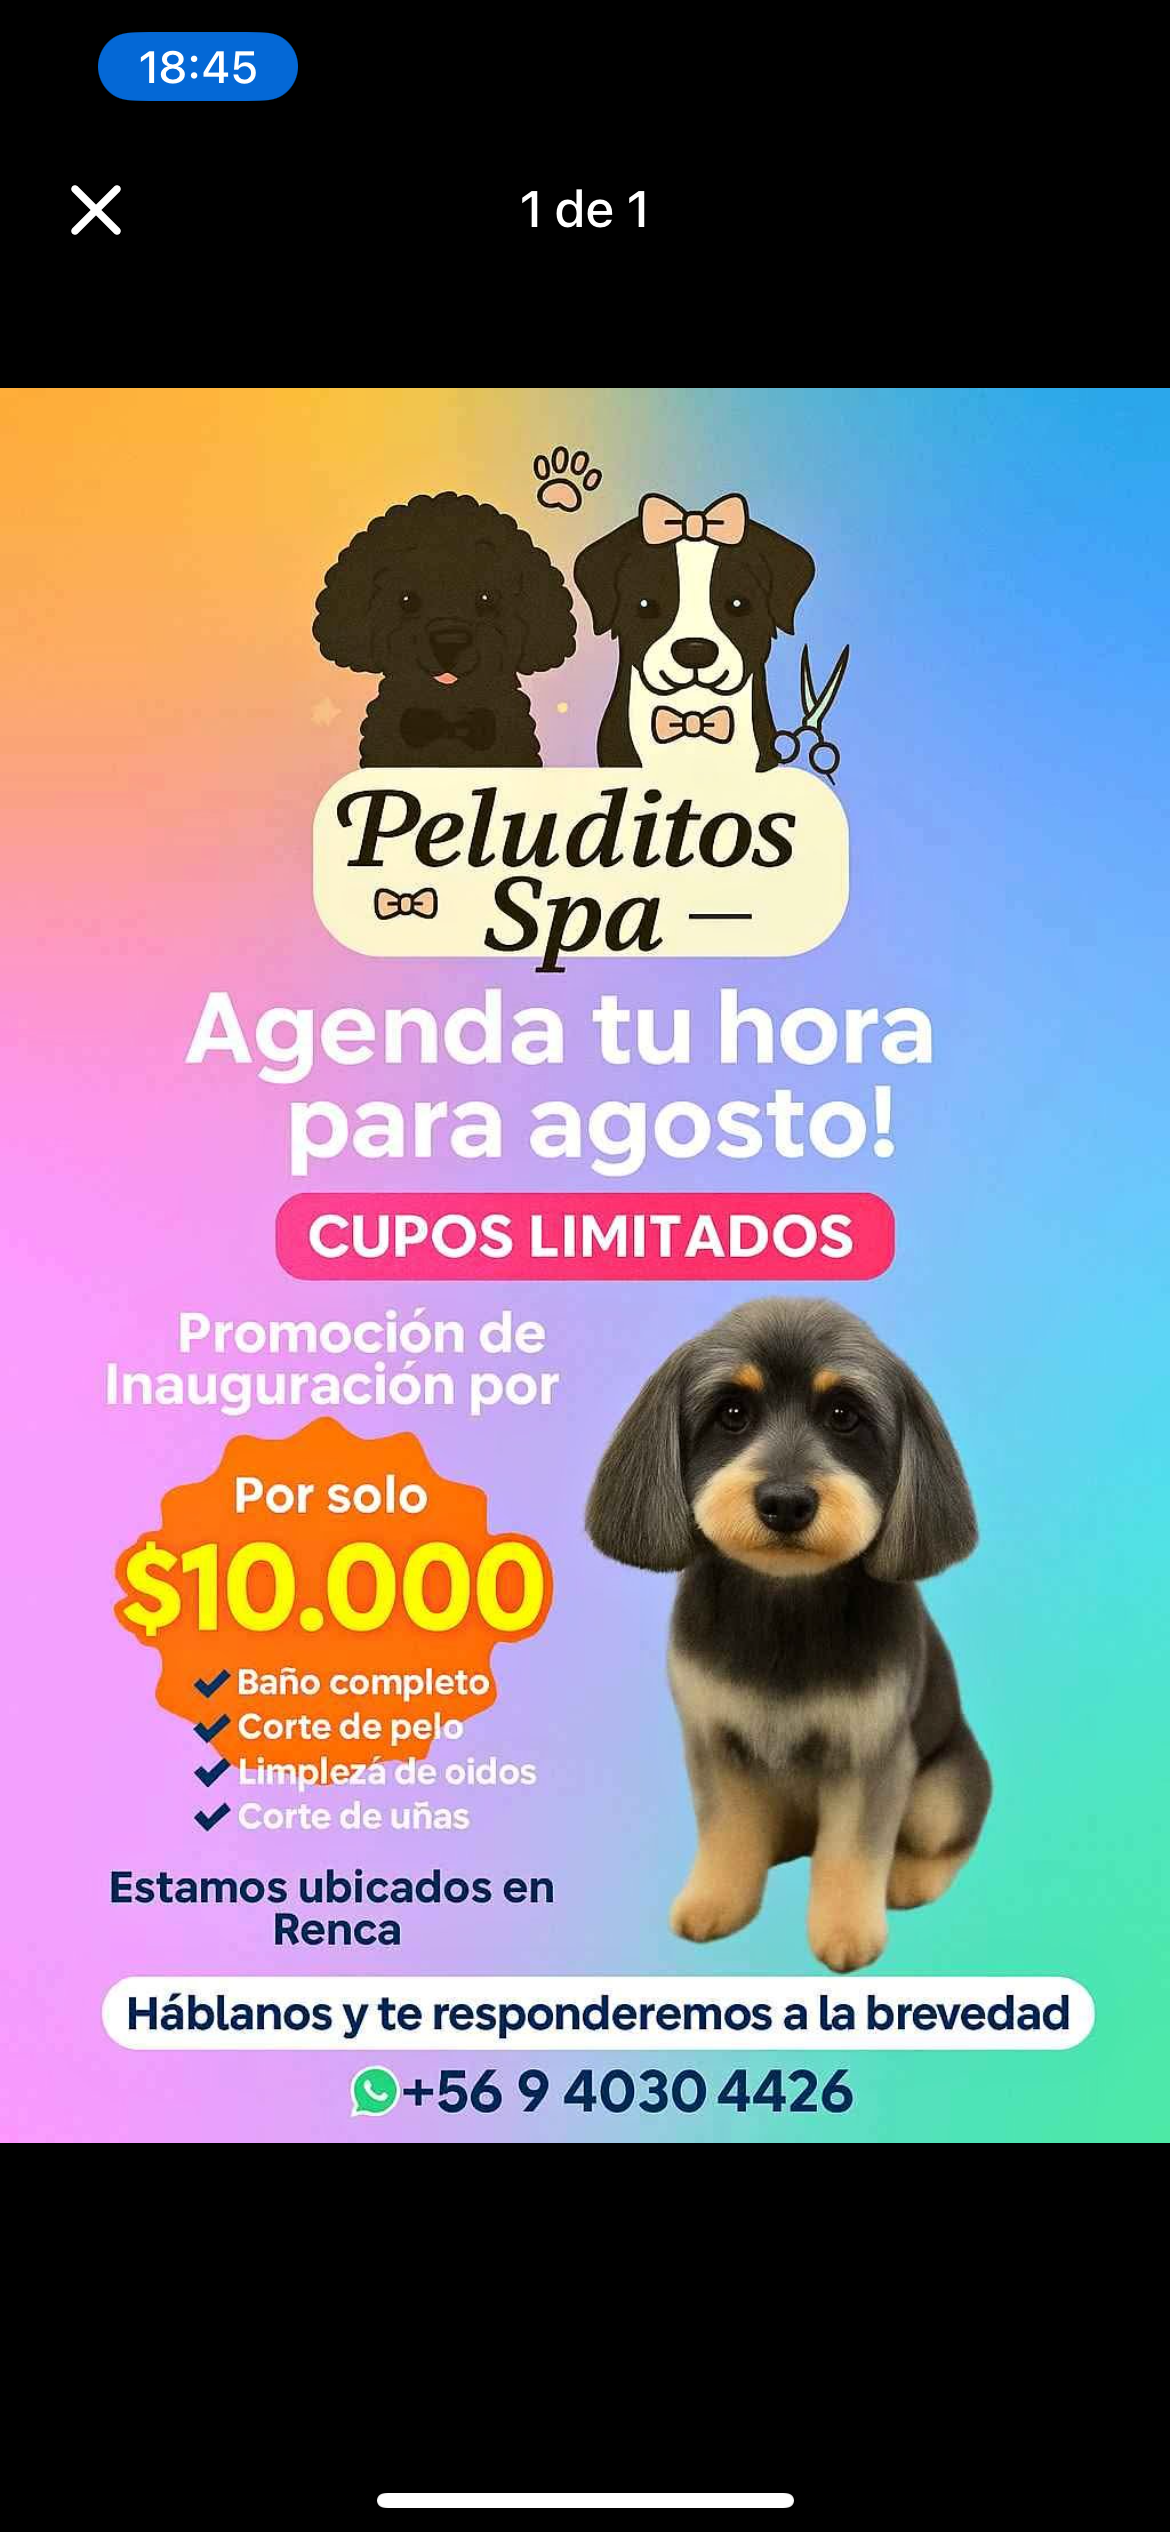 18:45
1 de 1
Peluditos
Spa —
Agenda tu hora
para agosto!
CUPOS LIMITADOS
Promoción de
Inauguración por
Por solo
$10.000
Baño completo
Corte de pelo
Limplezá de oidos
Corte de uñas
Estamos ubicados en
Renca
Háblanos y te responderemos a la brevedad
+56 9 4030 4426